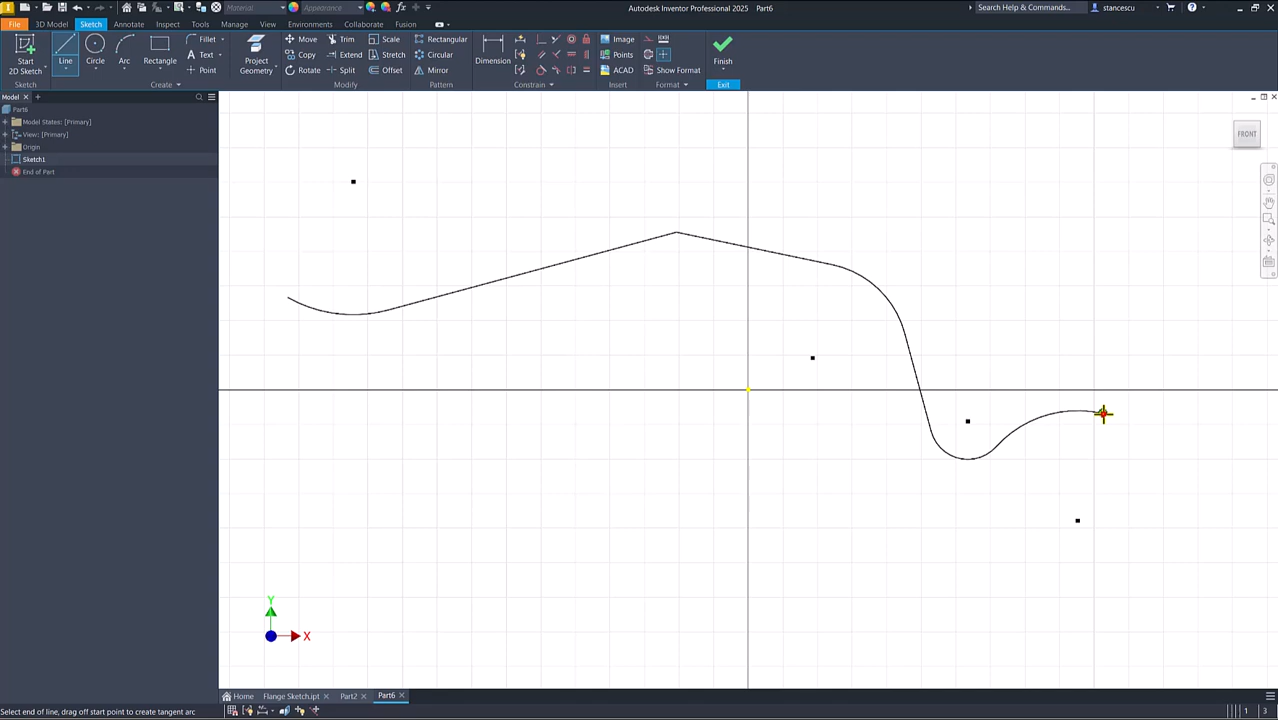 Material
Appearance
Autodesk Inventor Professional 2025 Part6
Search Help & Commands...
stancescu
File 3D Model Sketch Annotate Inspect Tools Manage View Environments Collaborate Fusion
Start
2D Sketch
Line
Circle
Arc
Rectangle
Fillet
Text
Point
Project
Geometry
Move
Copy
Rotate
Trim
Extend
Split
Scale
Stretch
Offset
Rectangular
Circular
Mirror
Dimension
Image
Points
ACAD
Show Format
Finish
Sketch Create Modify Pattern Constrain Insert Format Exit
Model
Part6
Model States: [Primary]
View: [Primary]
Origin
Sketch1
End of Part
FRONT
Y
X
Home Flange Sketch.ipt Part2 Part6
Select end of line, drag off start point to create tangent arc
1 3